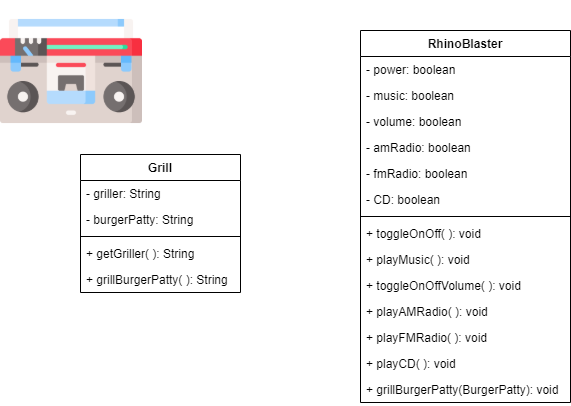 Grill
- griller: String
- burgerPatty: String
+ getGriller( ): String
+ grillBurgerPatty( ): String
RhinoBlaster
- power: boolean
- music: boolean
- volume: boolean
- amRadio: boolean
- fmRadio: boolean
- CD: boolean
+ toggleOnOff( ): void
+ playMusic( ): void
+ toggleOnOffVolume( ): void
+ playAMRadio( ): void
+ playFMRadio( ): void
+ playCD( ): void
+ grillBurgerPatty(BurgerPatty): void